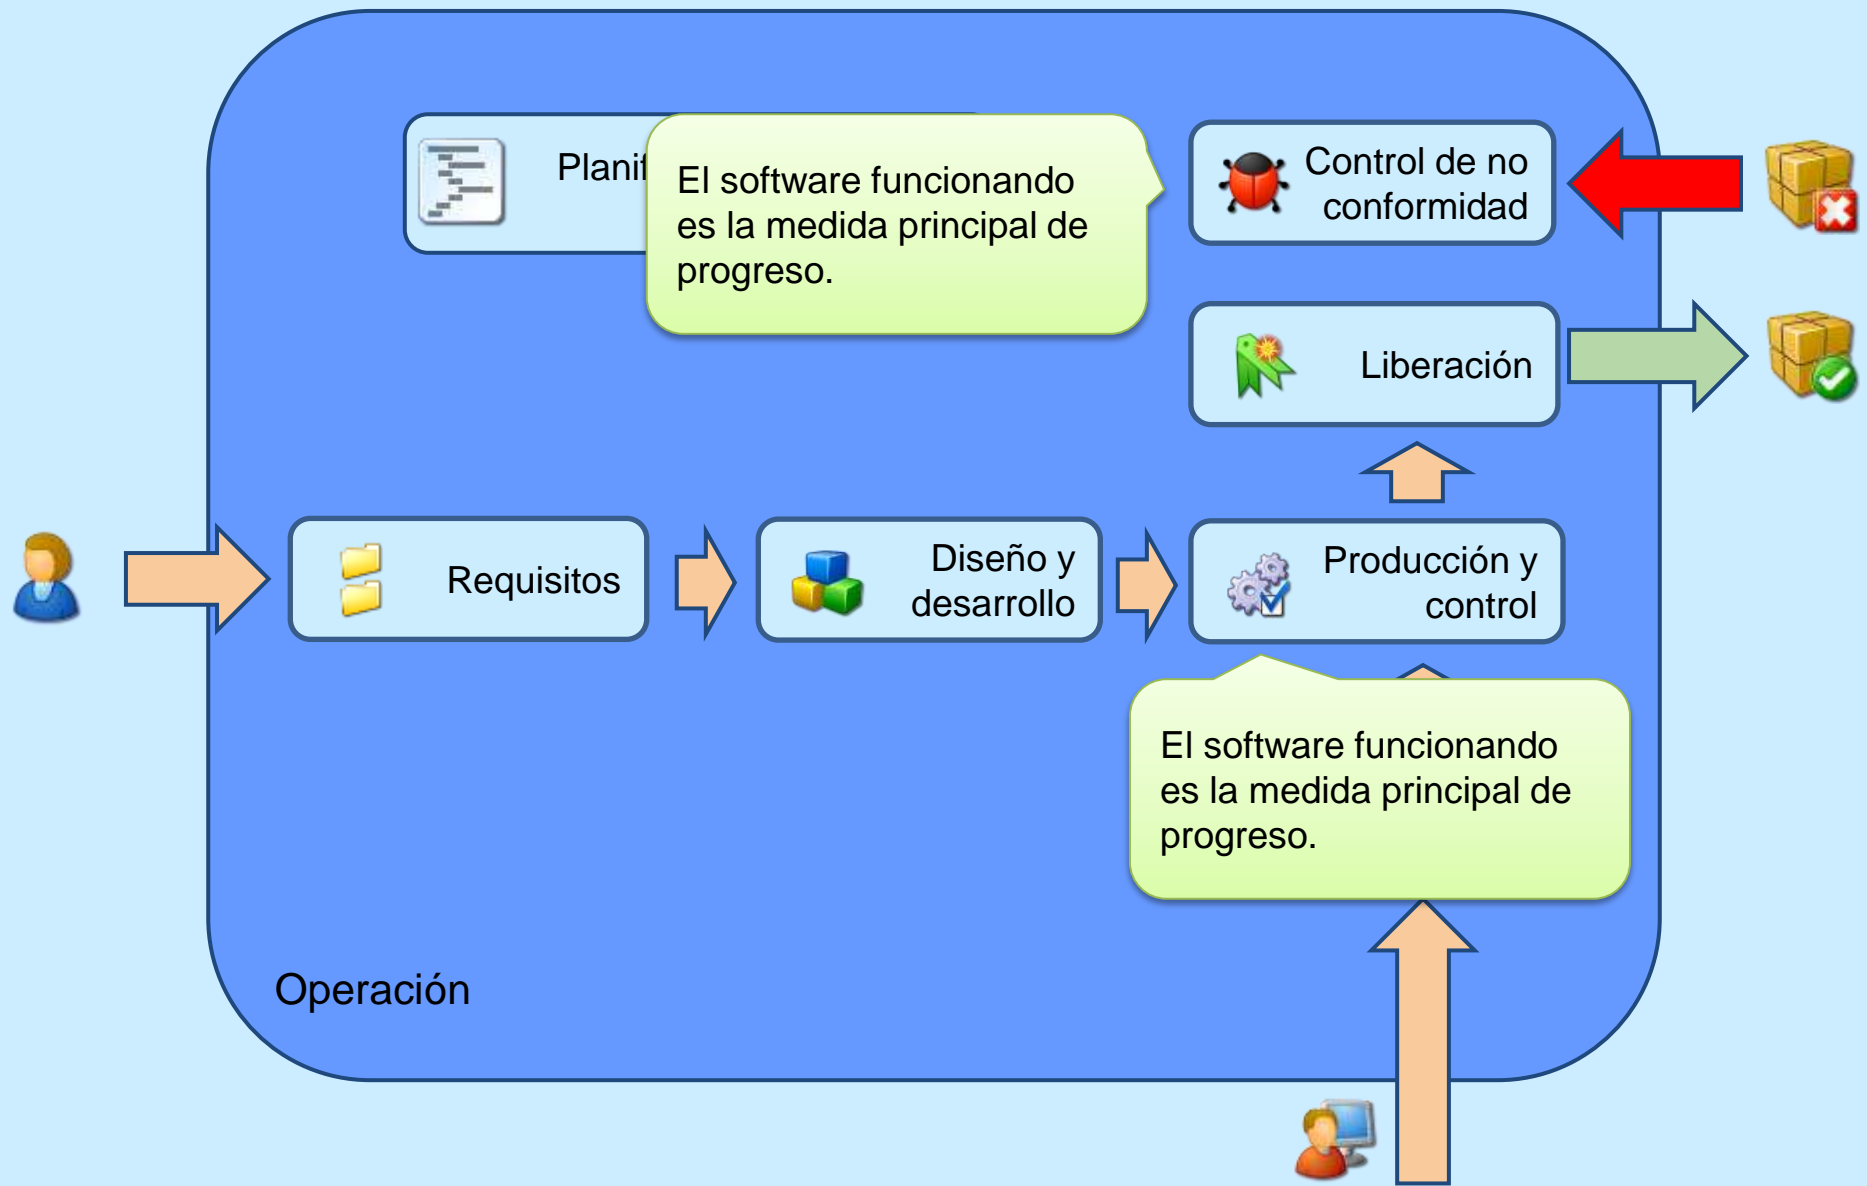 Planif
El software funcionando
es la medida principal de
progreso.
Control de no
conformidad
Liberación
Requisitos
Diseño y
desarrollo
Producción y
control
El software funcionando
es la medida principal de
progreso.
Operación